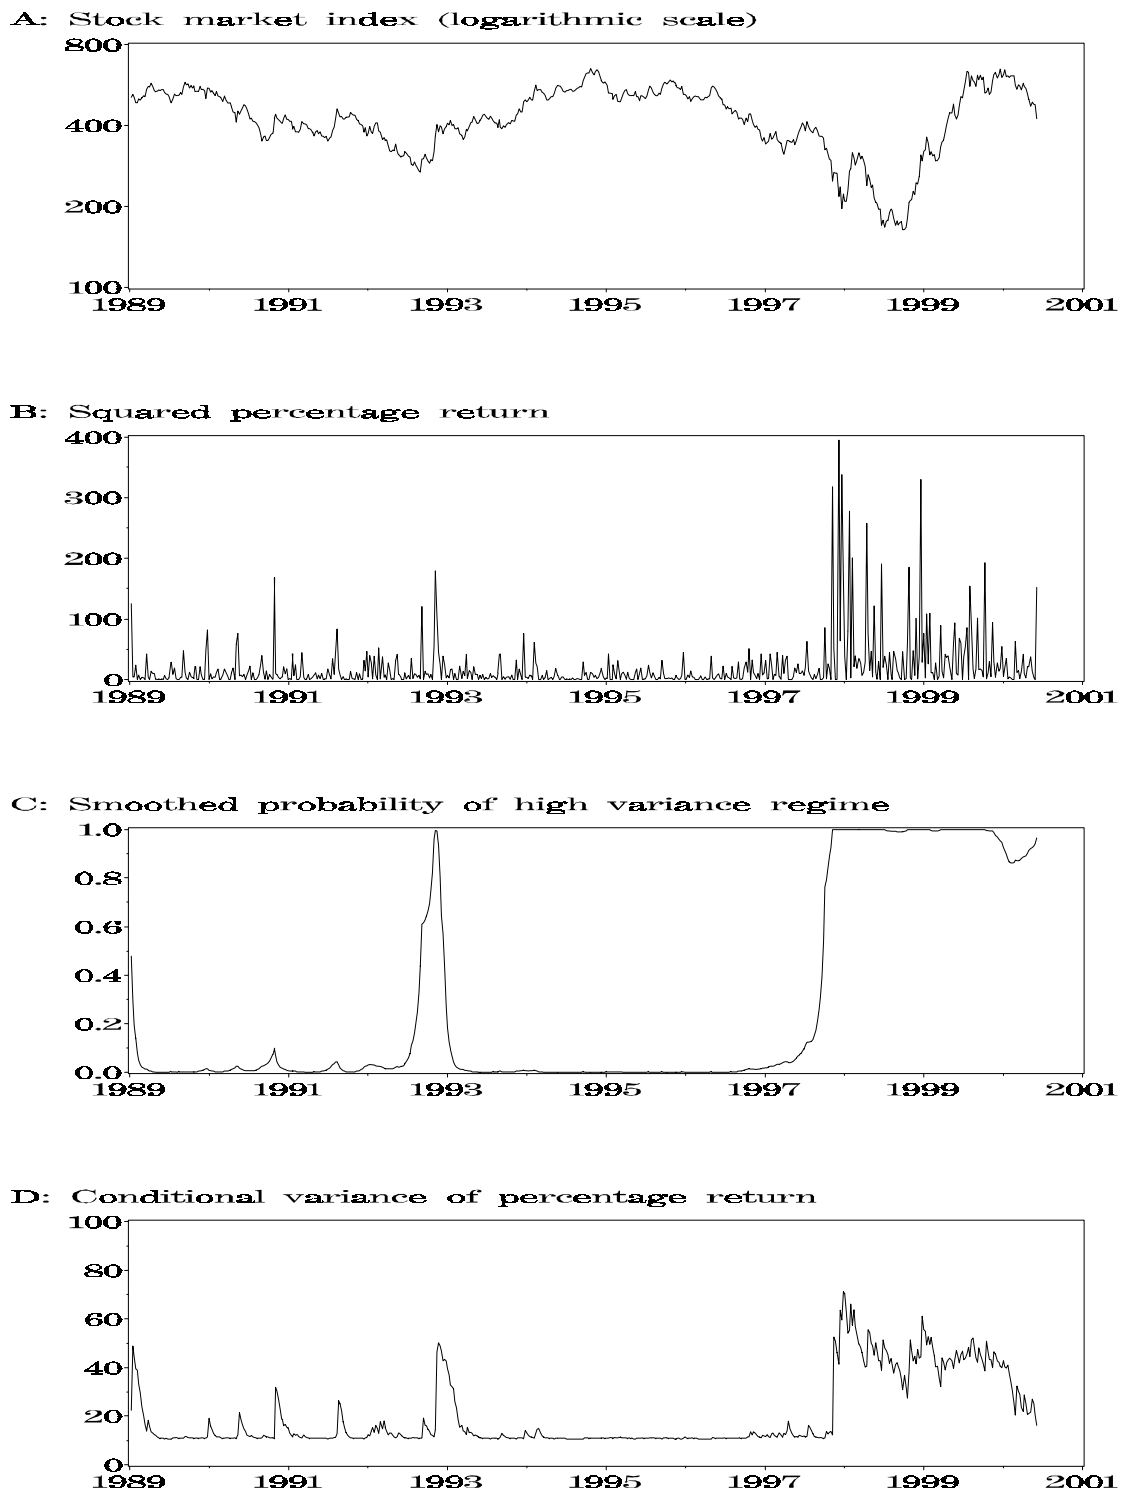 A: Stock market index (logarithmic scale)
800
400
200
100
1989 1991 1993 1995 1997 1999 2001
B: Squared percentage return
400
300
200
100
0
1989 1991 1993 1995 1997 1999 2001
C: Smoothed probability of high variance regime
1.0
0.8
0.6
0.4
0.2
0.0
1989 1991 1993 1995 1997 1999 2001
D: Conditional variance of percentage return
100
80
60
40
20
0
1989 1991 1993 1995 1997 1999 2001